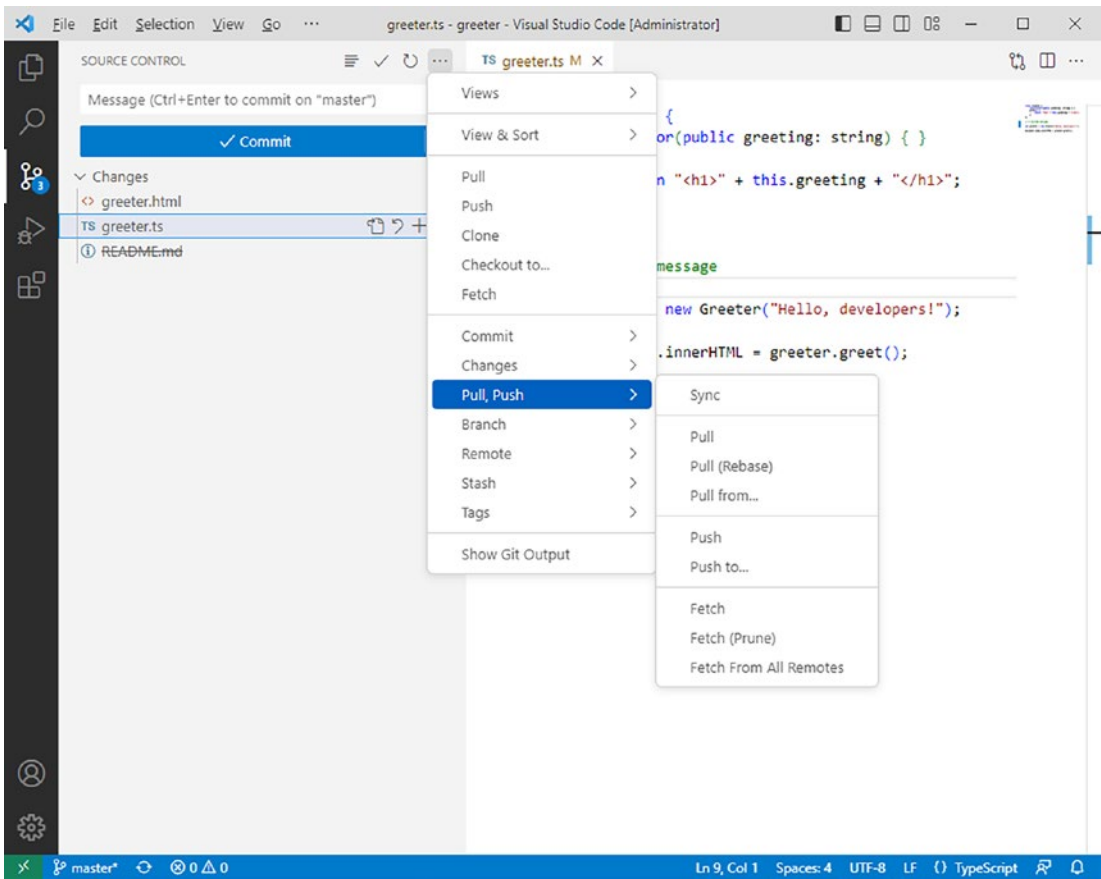 File Edit Selection View Go ··· greeter.ts - greeter - Visual Studio Code [Administrator]
SOURCE CONTROL
TS greeter.ts M
Message (Ctrl+Enter to commit on "master")
Commit
Changes
greeter.html
TS greeter.ts
README.md
3
Views
View & Sort
Pull
Push
Clone
Checkout to...
Fetch
Commit
Changes
Pull, Push
Branch
Remote
Stash
Tags
Show Git Output
Sync
Pull
Pull (Rebase)
Pull from...
Push
Push to...
Fetch
Fetch (Prune)
Fetch From All Remotes
{
or(public greeting: string) { }
n "<h1>" + this.greeting + "</h1>";
message
new Greeter("Hello, developers!");
.innerHTML = greeter.greet();
master* 0 0 Ln 9, Col 1 Spaces: 4 UTF-8 LF {} TypeScript